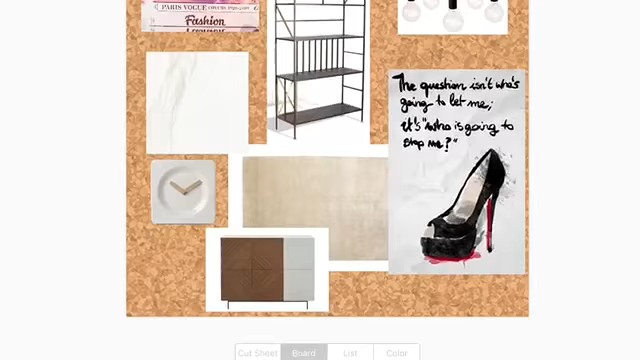 PARIS VOGUE
Fashion
The question isn't who's
going to let me;
it's "who is going to
stop me?"
Cut Sheet
Board
List
Color